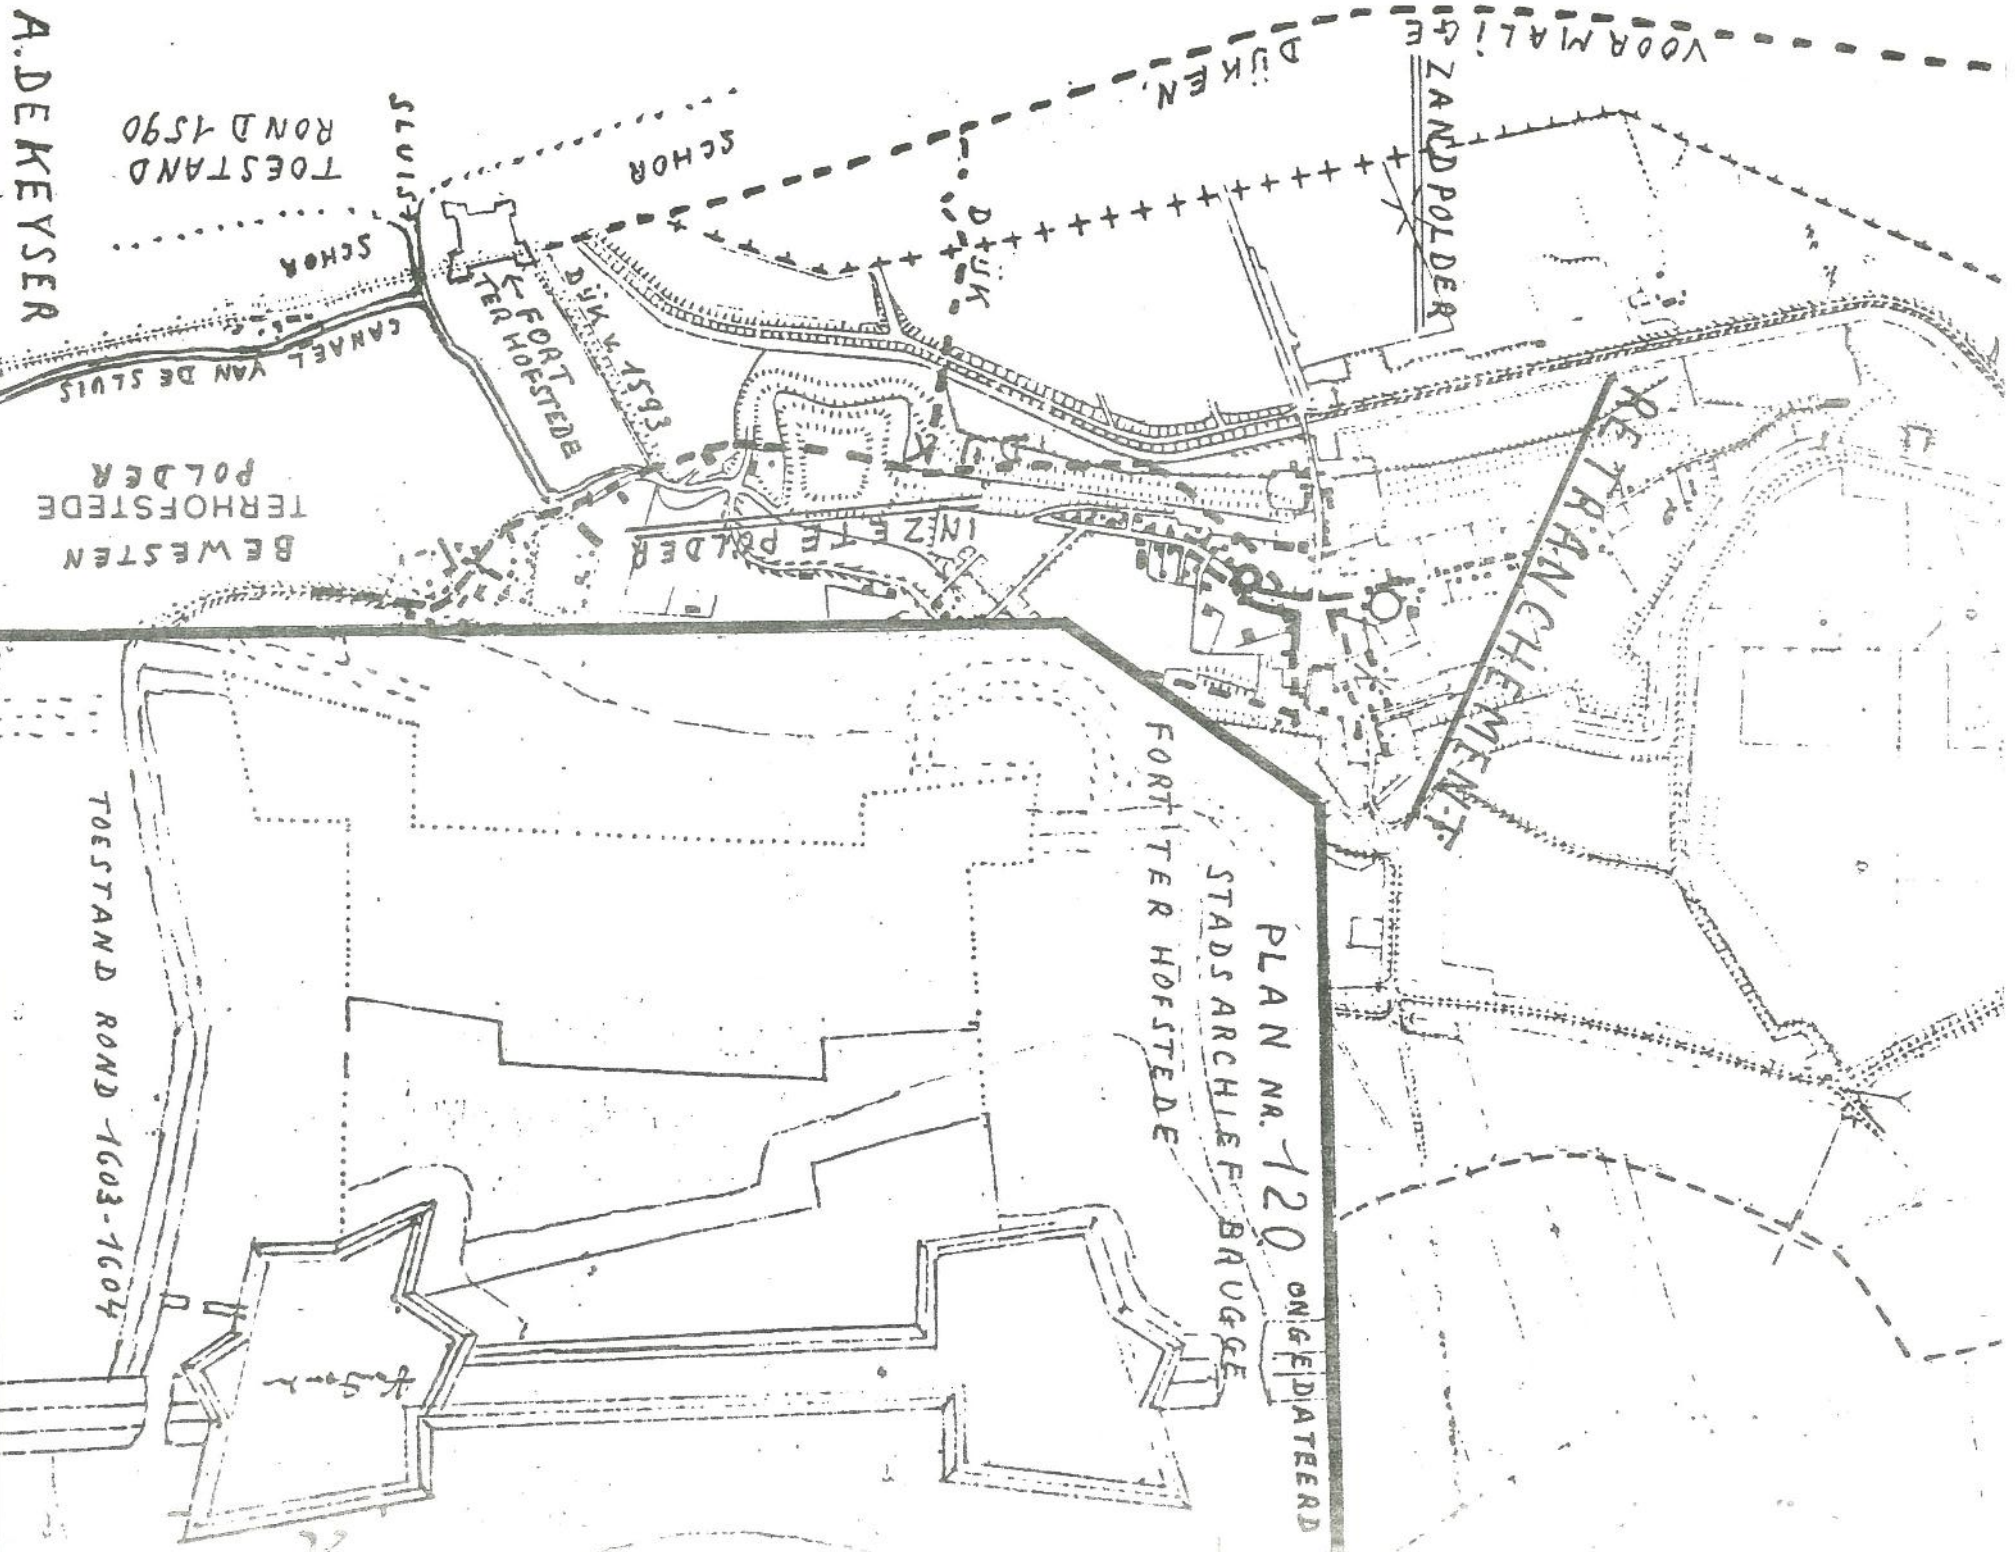 A. DEKEYSER
TOESTAND
ROND 1590
SLUIS
SCHOR
SCHOR
CANAEL VAN DE SLUIS
BEWESTEN
TERHOFSTEDE
POLDER
FORT
TER HOFSTEDE
DIJK v. 1593
DIJK
DIJK
VOORMALIGE DIJKEN,
ZANDPOLDER
INZETE POLDER
RETRANCHEMENT
PLAN NR. 120 ONGEDATEERD
STADSARCHIEF BRUGGE
FORT TER HOFSTEDE
TOESTAND ROND 1603-1604